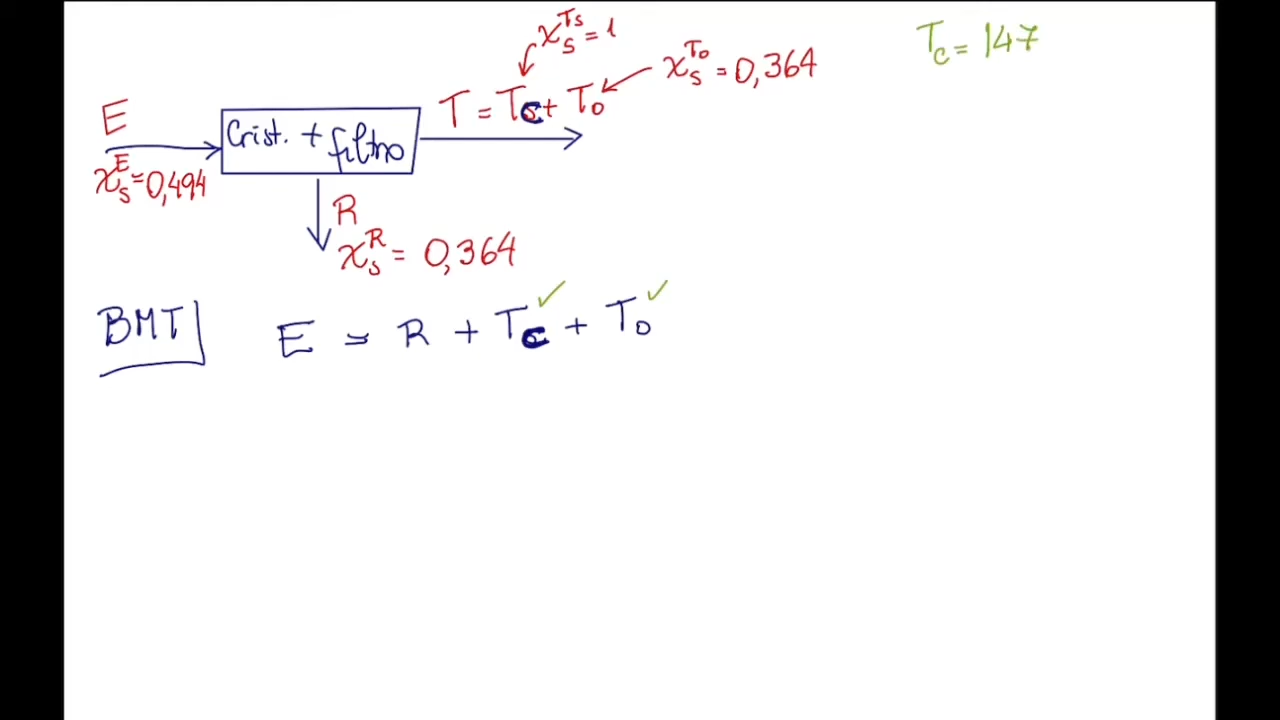 x_S^{Ts} = 1
T_C = 147
x_S^{To} = 0,364
E
T = T_C + T_o
Crist. + filtro
x_S^E = 0,494
R
x_S^R = 0,364
BMT
E = R + T_C ✓ + T_o ✓